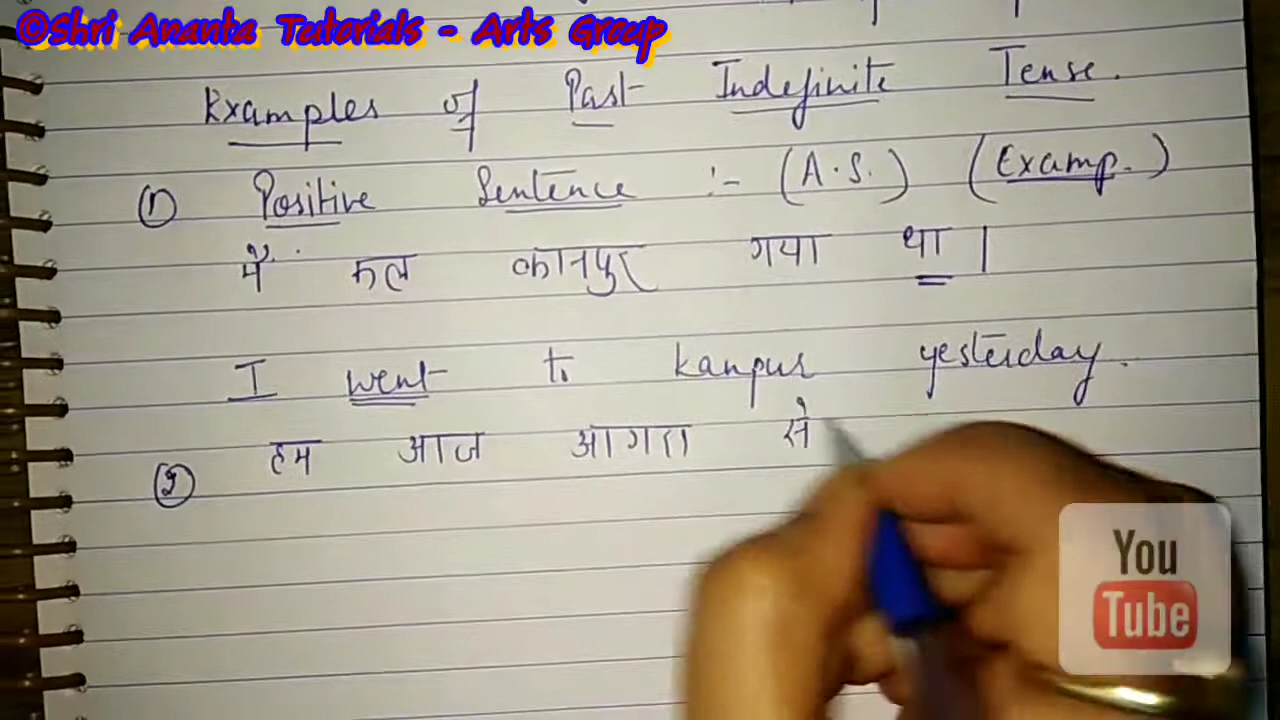 ©Shri Ananta Tutorials - Arts Group
Examples of Past Indefinite Tense.
① Positive Sentence :- (A.S.) (Examp.)
मैं कल कानपुर गया था।
I went to kanpur yesterday.
② हम आज आगरा से
You
Tube